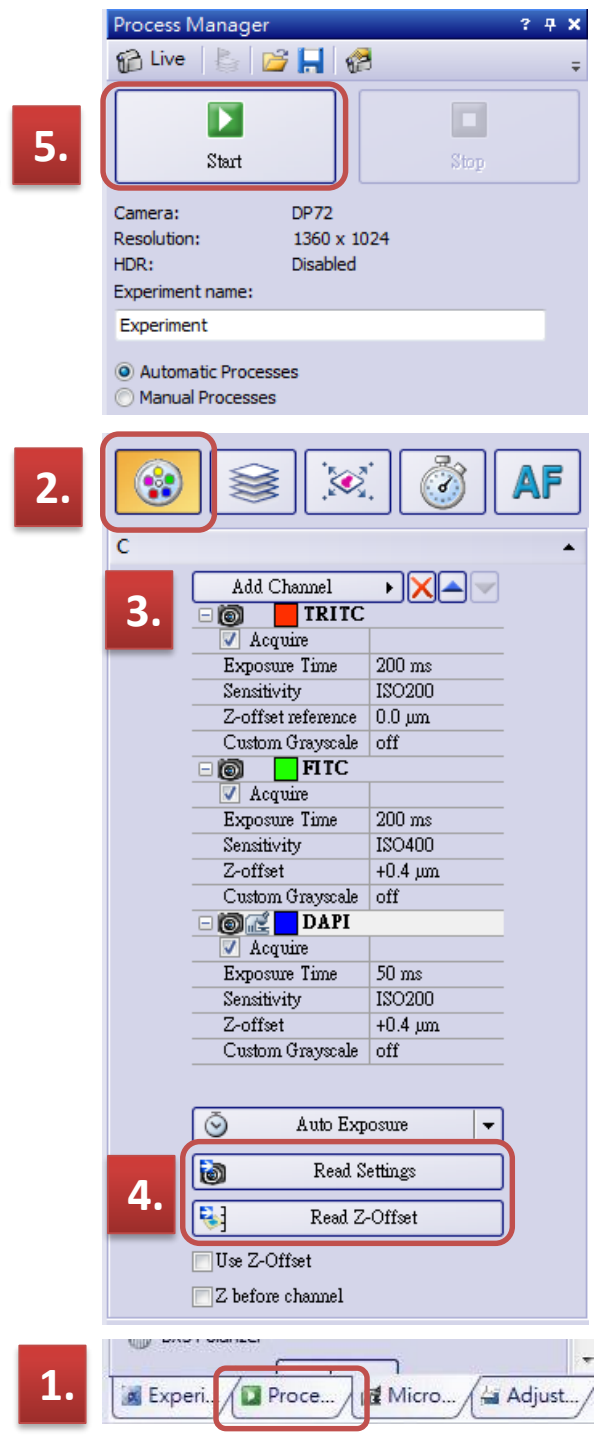 Process Manager
Live
5.
Start
Stop
Camera: DP72
Resolution: 1360 x 1024
HDR: Disabled
Experiment name:
Experiment
Automatic Processes
Manual Processes
2.
AF
C
3.
Add Channel
TRITC
Acquire
Exposure Time 200 ms
Sensitivity ISO200
Z-offset reference 0.0 µm
Custom Grayscale off
FITC
Acquire
Exposure Time 200 ms
Sensitivity ISO400
Z-offset +0.4 µm
Custom Grayscale off
DAPI
Acquire
Exposure Time 50 ms
Sensitivity ISO200
Z-offset +0.4 µm
Custom Grayscale off
Auto Exposure
4.
Read Settings
Read Z-Offset
Use Z-Offset
Z before channel
1.
Experi... Proce... Micro... Adjust...